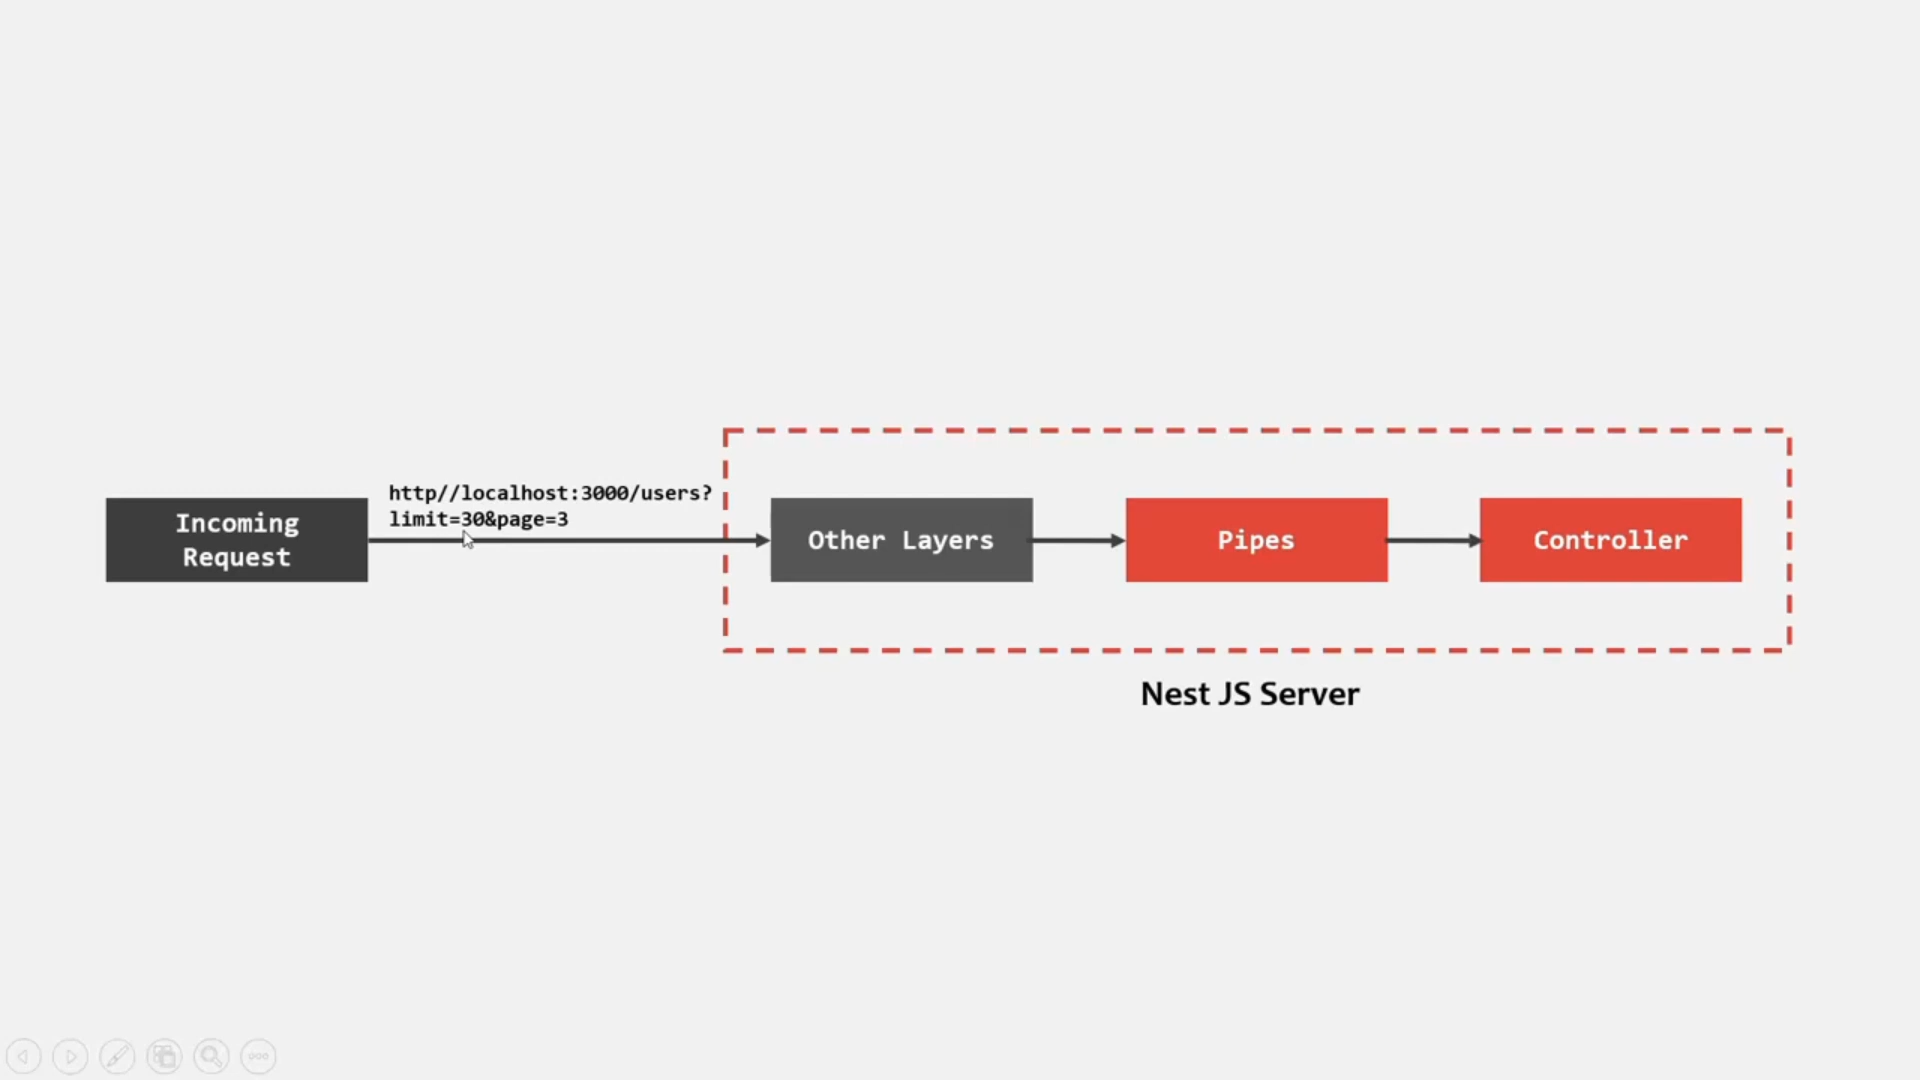 http//localhost:3000/users?
limit=30&page=3
Incoming
Request
Other Layers
Pipes
Controller
Nest JS Server